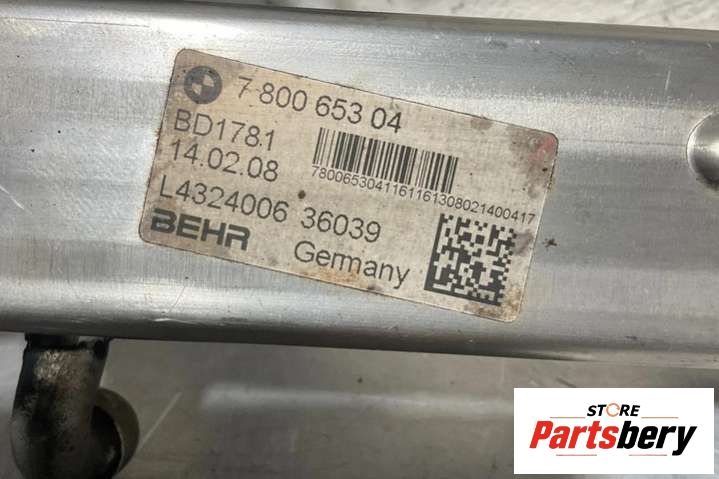 7 800 653 04
BD178.1
14.02.08
7800653041161161308021400417
L4324006 36039
BEHR Germany
STORE
Partsbery